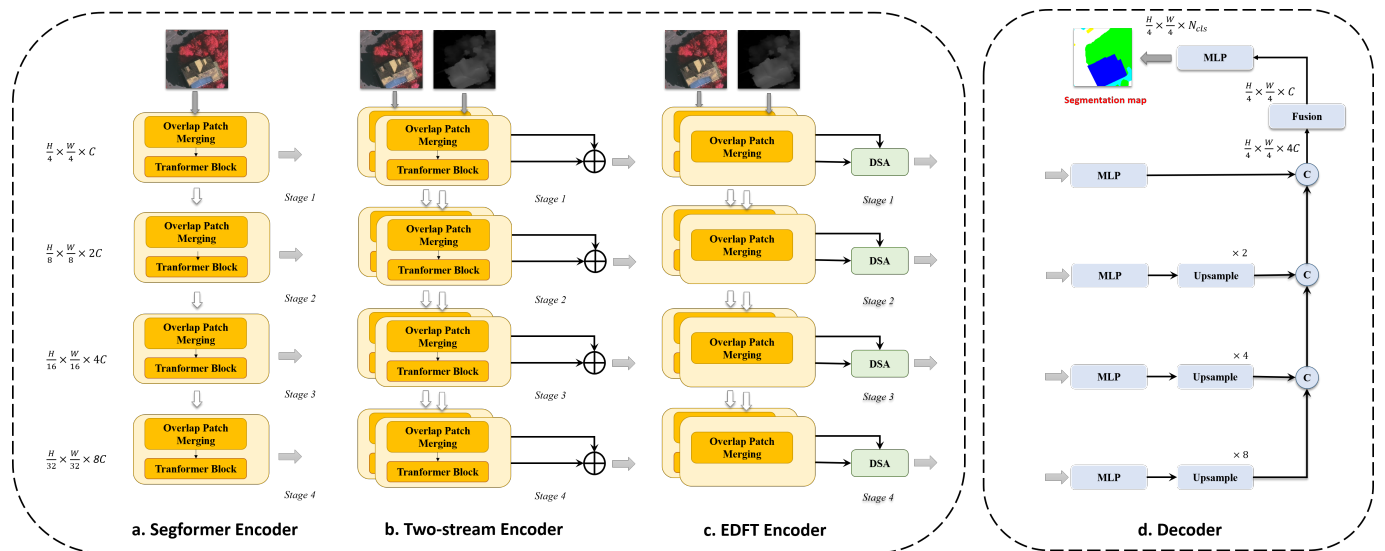 H/4 × W/4 × C
Overlap Patch
Merging
Tranformer Block
Stage 1
H/8 × W/8 × 2C
Overlap Patch
Merging
Tranformer Block
Stage 2
H/16 × W/16 × 4C
Overlap Patch
Merging
Tranformer Block
Stage 3
H/32 × W/32 × 8C
Overlap Patch
Merging
Tranformer Block
Stage 4
a. Segformer Encoder
Overlap Patch
Merging
Tranformer Block
Stage 1
Overlap Patch
Merging
Tranformer Block
Stage 2
Overlap Patch
Merging
Tranformer Block
Stage 3
Overlap Patch
Merging
Tranformer Block
Stage 4
b. Two-stream Encoder
Overlap Patch
Merging
DSA
Stage 1
Overlap Patch
Merging
DSA
Stage 2
Overlap Patch
Merging
DSA
Stage 3
Overlap Patch
Merging
DSA
Stage 4
c. EDFT Encoder
H/4 × W/4 × N_cls
MLP
Segmentation map
H/4 × W/4 × C
Fusion
H/4 × W/4 × 4C
MLP
C
× 2
MLP
Upsample
C
× 4
MLP
Upsample
C
× 8
MLP
Upsample
d. Decoder